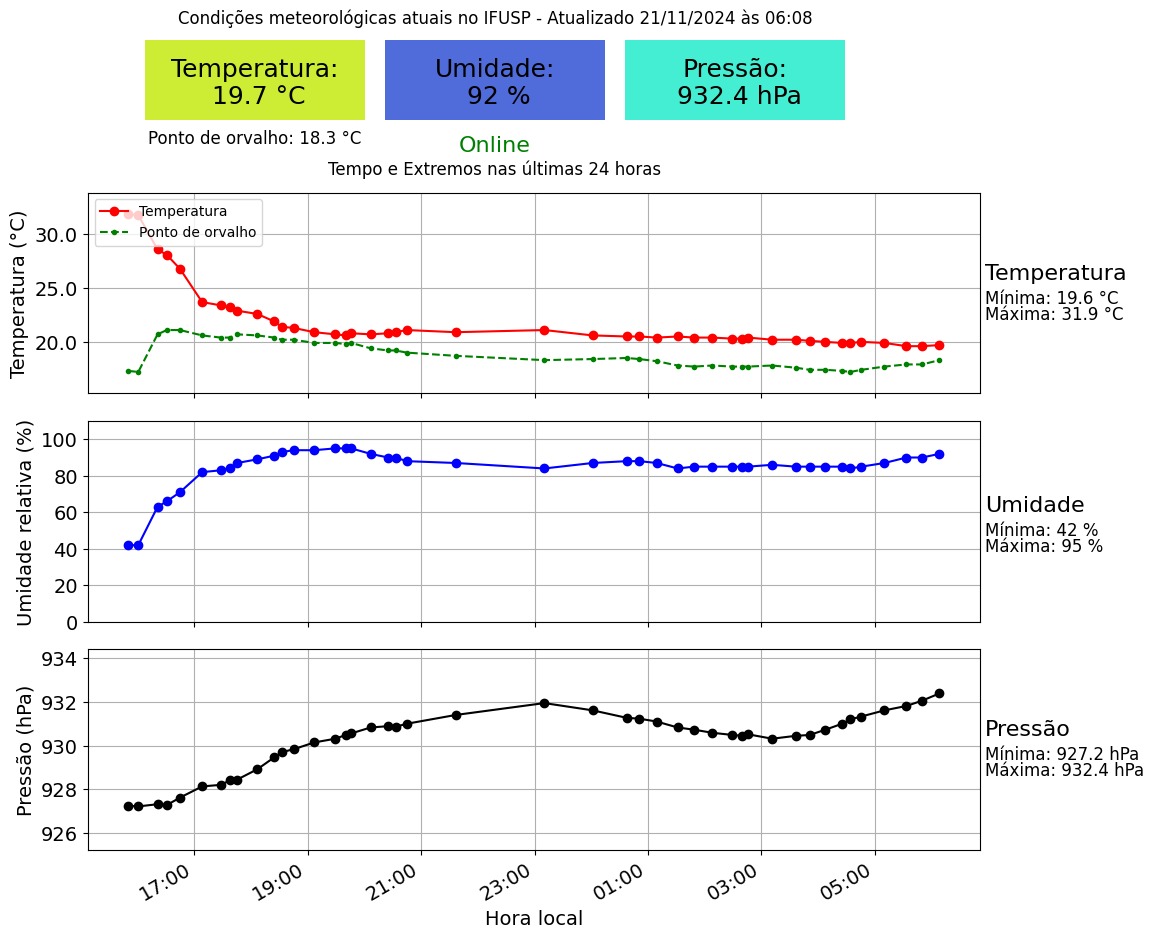 Condições meteorológicas atuais no IFUSP - Atualizado 21/11/2024 às 06:08
Temperatura:
19.7 °C
Umidade:
92 %
Pressão:
932.4 hPa
Ponto de orvalho: 18.3 °C
Online
Tempo e Extremos nas últimas 24 horas
Temperatura (°C)
30.0
25.0
20.0
Temperatura
Ponto de orvalho
Temperatura
Mínima: 19.6 °C
Máxima: 31.9 °C
Umidade relativa (%)
100
80
60
40
20
0
Umidade
Mínima: 42 %
Máxima: 95 %
Pressão (hPa)
934
932
930
928
926
Pressão
Mínima: 927.2 hPa
Máxima: 932.4 hPa
17:00
19:00
21:00
23:00
01:00
03:00
05:00
Hora local